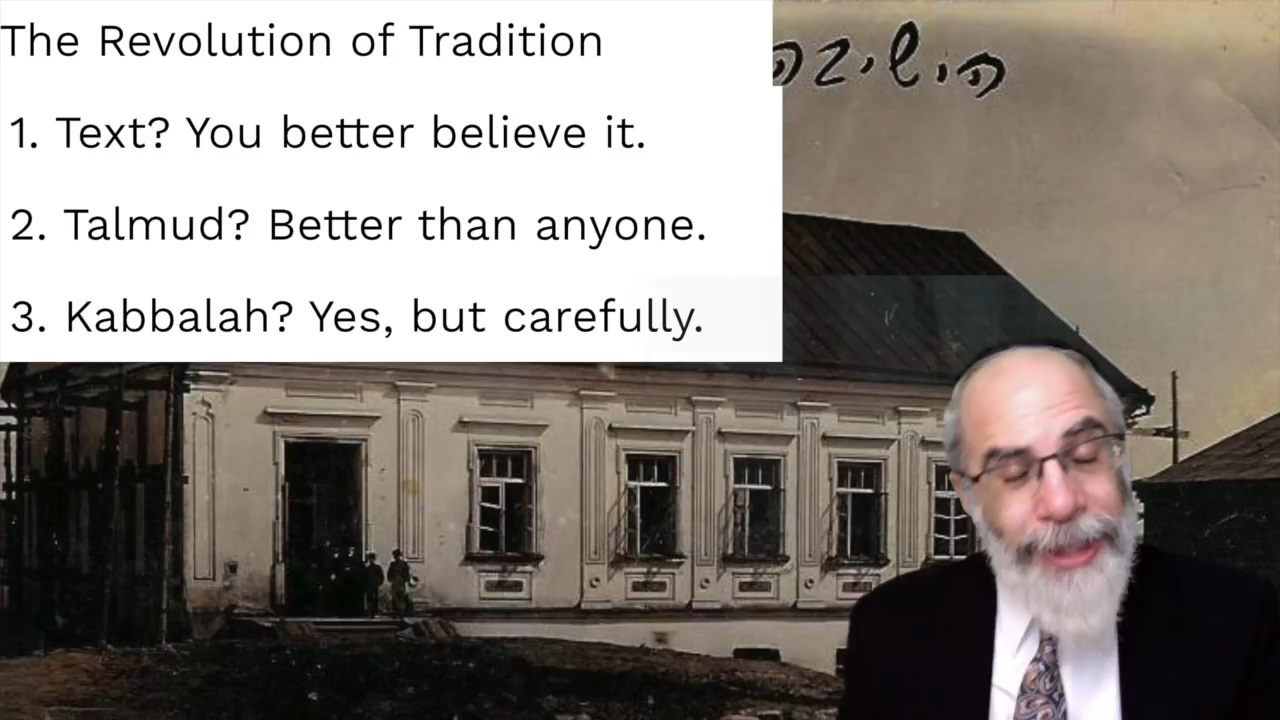 The Revolution of Tradition
הישיבה
1. Text? You better believe it.
2. Talmud? Better than anyone.
3. Kabbalah? Yes, but carefully.